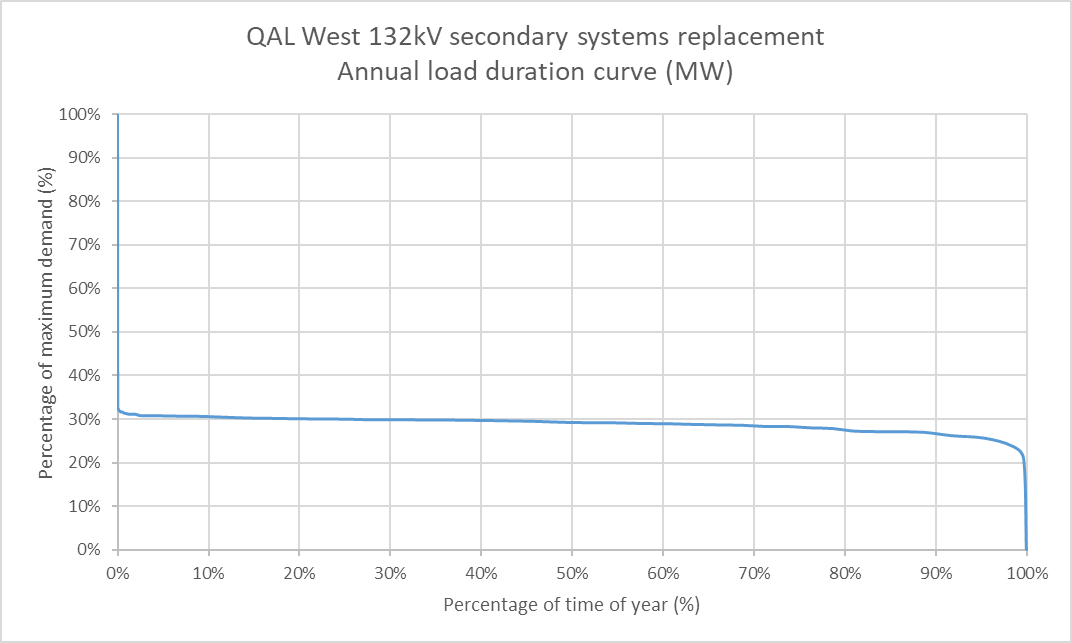 QAL West 132kV secondary systems replacement
Annual load duration curve (MW)
Percentage of maximum demand (%)
100%
90%
80%
70%
60%
50%
40%
30%
20%
10%
0%
0% 10% 20% 30% 40% 50% 60% 70% 80% 90% 100%
Percentage of time of year (%)